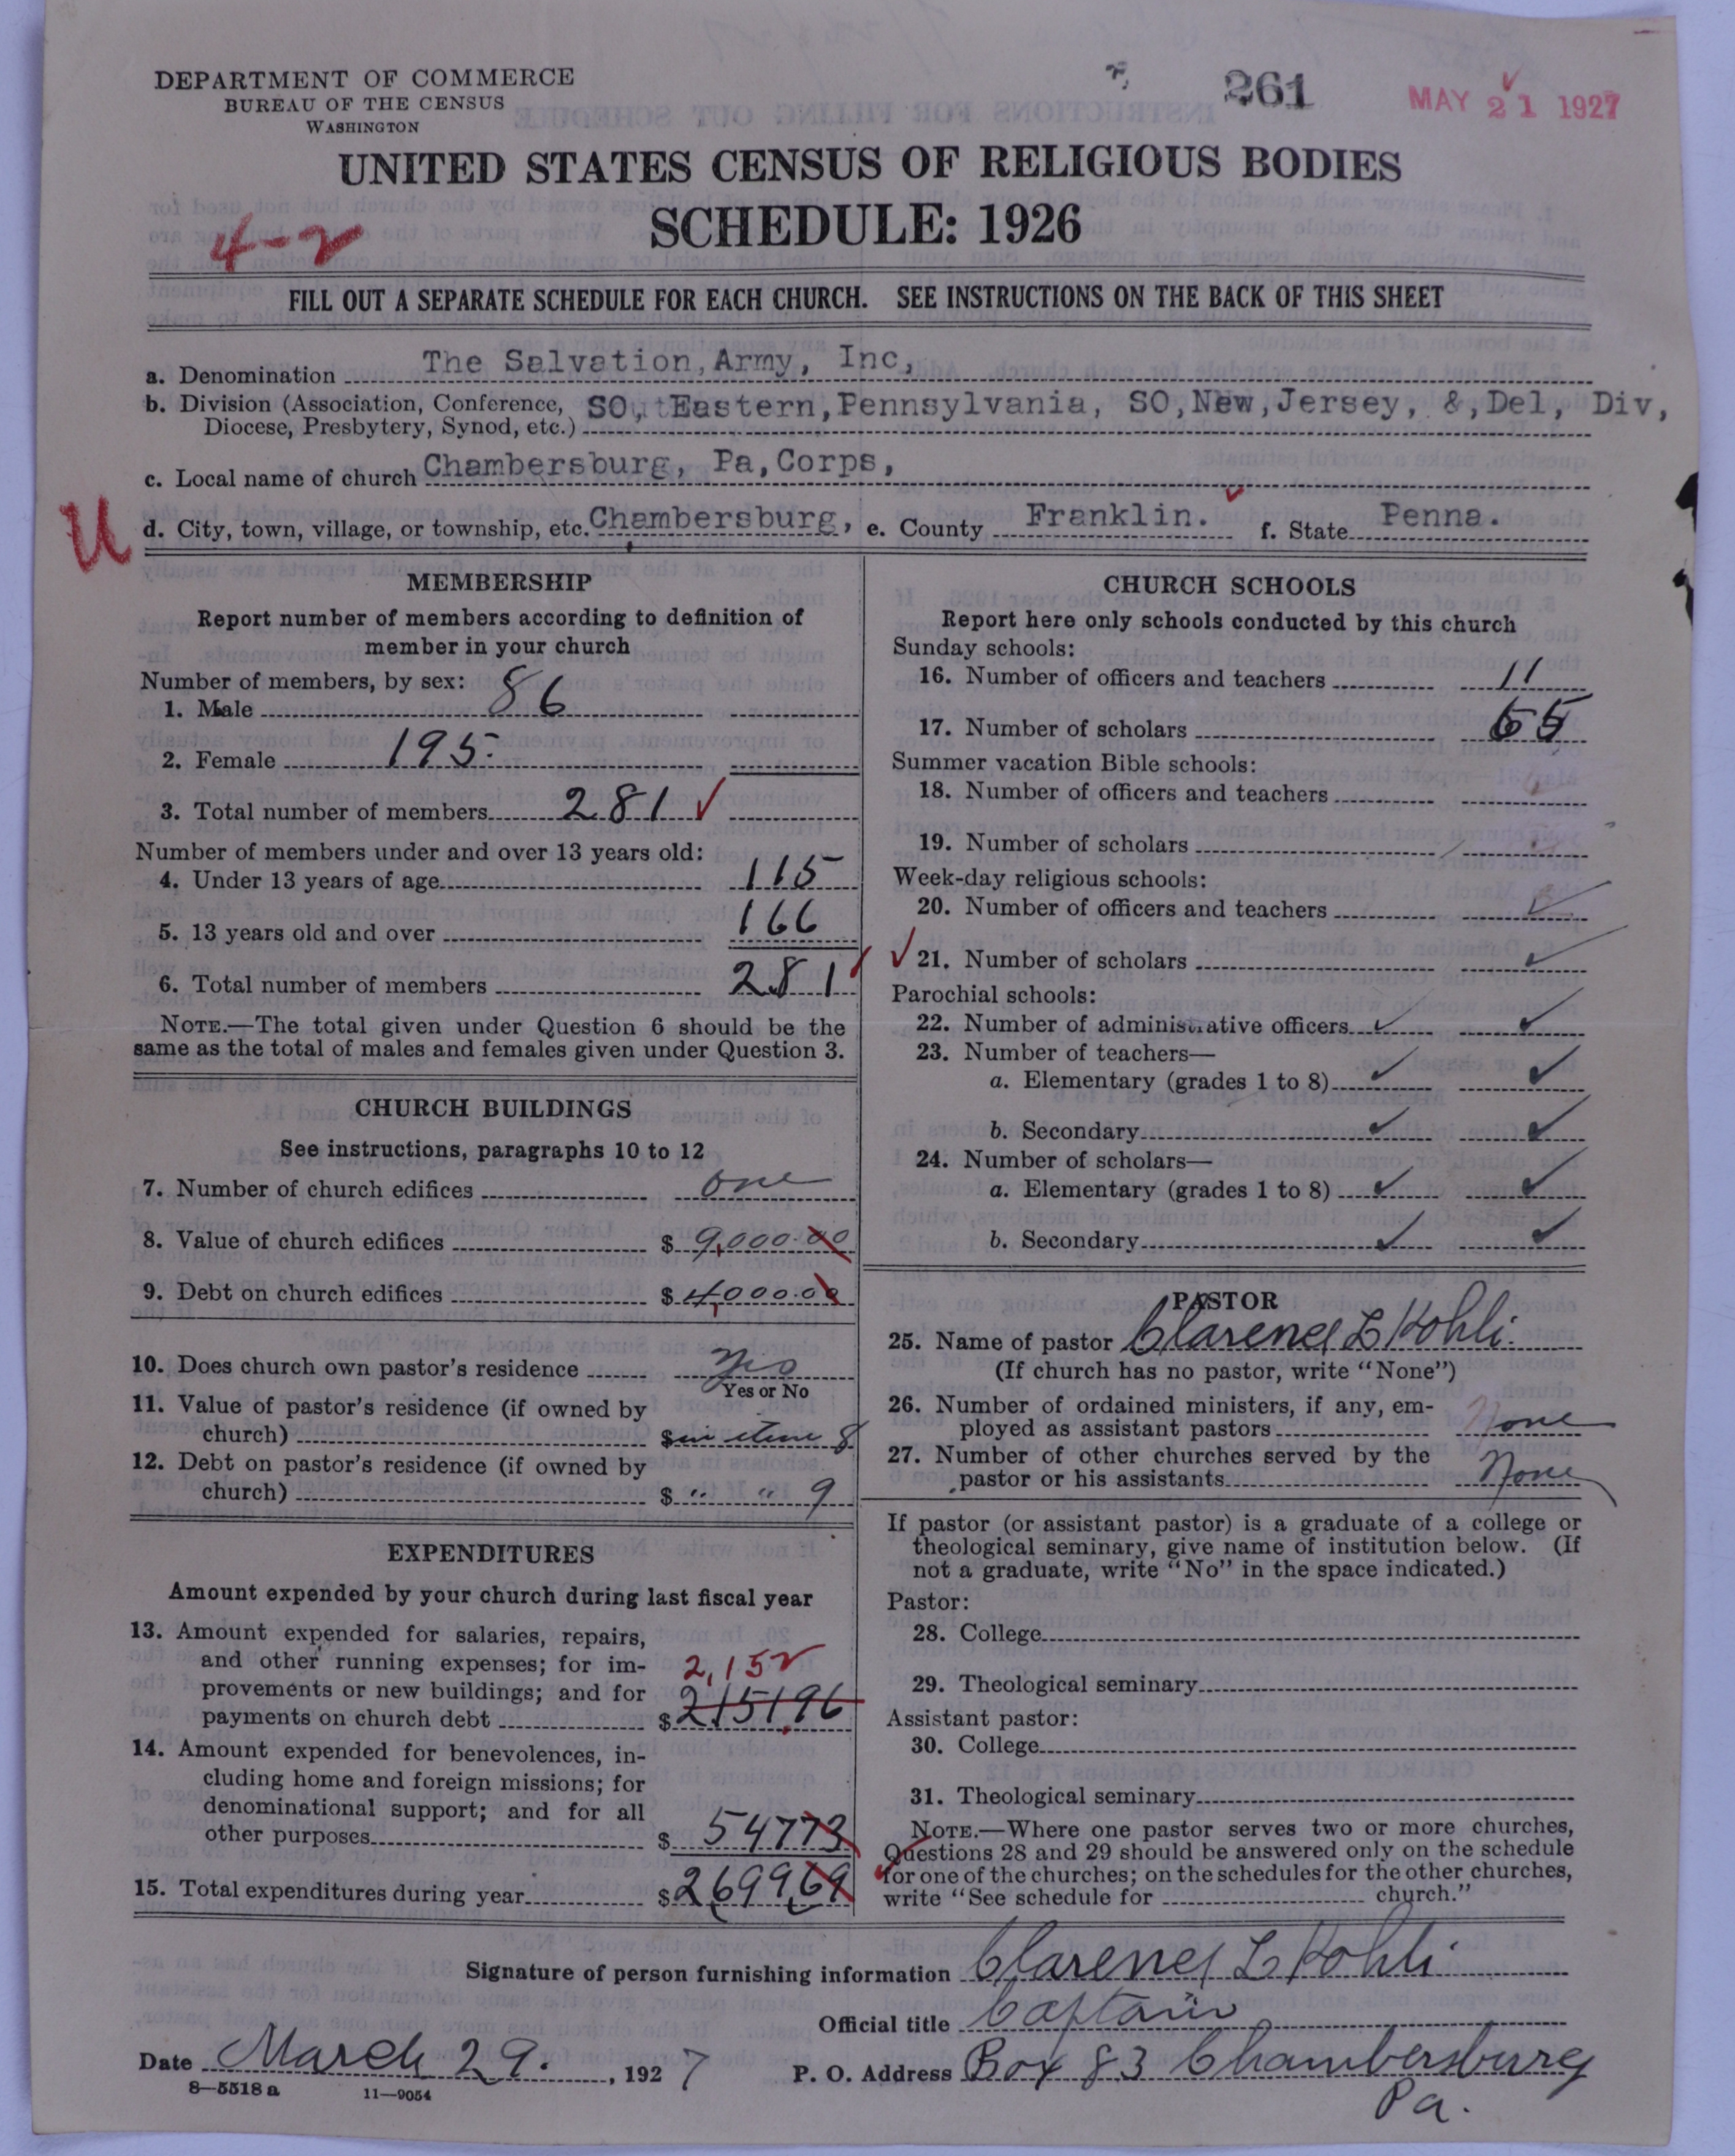 DEPARTMENT OF COMMERCE
BUREAU OF THE CENSUS
WASHINGTON
261
MAY 21 1927
UNITED STATES CENSUS OF RELIGIOUS BODIES
SCHEDULE: 1926
4-2
FILL OUT A SEPARATE SCHEDULE FOR EACH CHURCH. SEE INSTRUCTIONS ON THE BACK OF THIS SHEET
a. Denomination The Salvation, Army, Inc,
b. Division (Association, Conference, SO, Eastern, Pennsylvania, SO, New, Jersey, &, Del, Div,
Diocese, Presbytery, Synod, etc.)
c. Local name of church Chambersburg, Pa, Corps,
U
d. City, town, village, or township, etc. Chambersburg, e. County Franklin. f. State Penna.
MEMBERSHIP
Report number of members according to definition of
member in your church
Number of members, by sex:
1. Male 86
2. Female 195.
3. Total number of members 281 ✓
Number of members under and over 13 years old:
4. Under 13 years of age 115
5. 13 years old and over 166
6. Total number of members 281
NOTE.—The total given under Question 6 should be the
same as the total of males and females given under Question 3.
CHURCH BUILDINGS
See instructions, paragraphs 10 to 12
7. Number of church edifices one
8. Value of church edifices $ 9,000.00
9. Debt on church edifices $ 4,000.00
10. Does church own pastor's residence Yes
Yes or No
11. Value of pastor's residence (if owned by
church) $ in item 8
12. Debt on pastor's residence (if owned by
church) $ " " 9
EXPENDITURES
Amount expended by your church during last fiscal year
13. Amount expended for salaries, repairs,
and other running expenses; for im-
2,152
provements or new buildings; and for
payments on church debt $ 215196
14. Amount expended for benevolences, in-
cluding home and foreign missions; for
denominational support; and for all
other purposes $ 54773
15. Total expenditures during year $ 269969
CHURCH SCHOOLS
Report here only schools conducted by this church
Sunday schools:
16. Number of officers and teachers 11
17. Number of scholars 65
Summer vacation Bible schools:
18. Number of officers and teachers
19. Number of scholars
Week-day religious schools:
20. Number of officers and teachers ✓
✓ 21. Number of scholars ✓
Parochial schools:
22. Number of administrative officers ✓ ✓
23. Number of teachers—
a. Elementary (grades 1 to 8) ✓ ✓
b. Secondary ✓ ✓
24. Number of scholars—
a. Elementary (grades 1 to 8) ✓ ✓
b. Secondary ✓ ✓
PASTOR
25. Name of pastor Clarence L Kohli.
(If church has no pastor, write "None")
26. Number of ordained ministers, if any, em-
ployed as assistant pastors None
27. Number of other churches served by the
pastor or his assistants None
If pastor (or assistant pastor) is a graduate of a college or
theological seminary, give name of institution below. (If
not a graduate, write "No" in the space indicated.)
Pastor:
28. College
29. Theological seminary
Assistant pastor:
30. College
31. Theological seminary
NOTE.—Where one pastor serves two or more churches,
Questions 28 and 29 should be answered only on the schedule
for one of the churches; on the schedules for the other churches,
write "See schedule for church."
Signature of person furnishing information Clarence L Kohli
Official title Captain
Date March 29. , 1927 P. O. Address Box 83 Chambersburg
Pa.
8—5518 a 11—9054